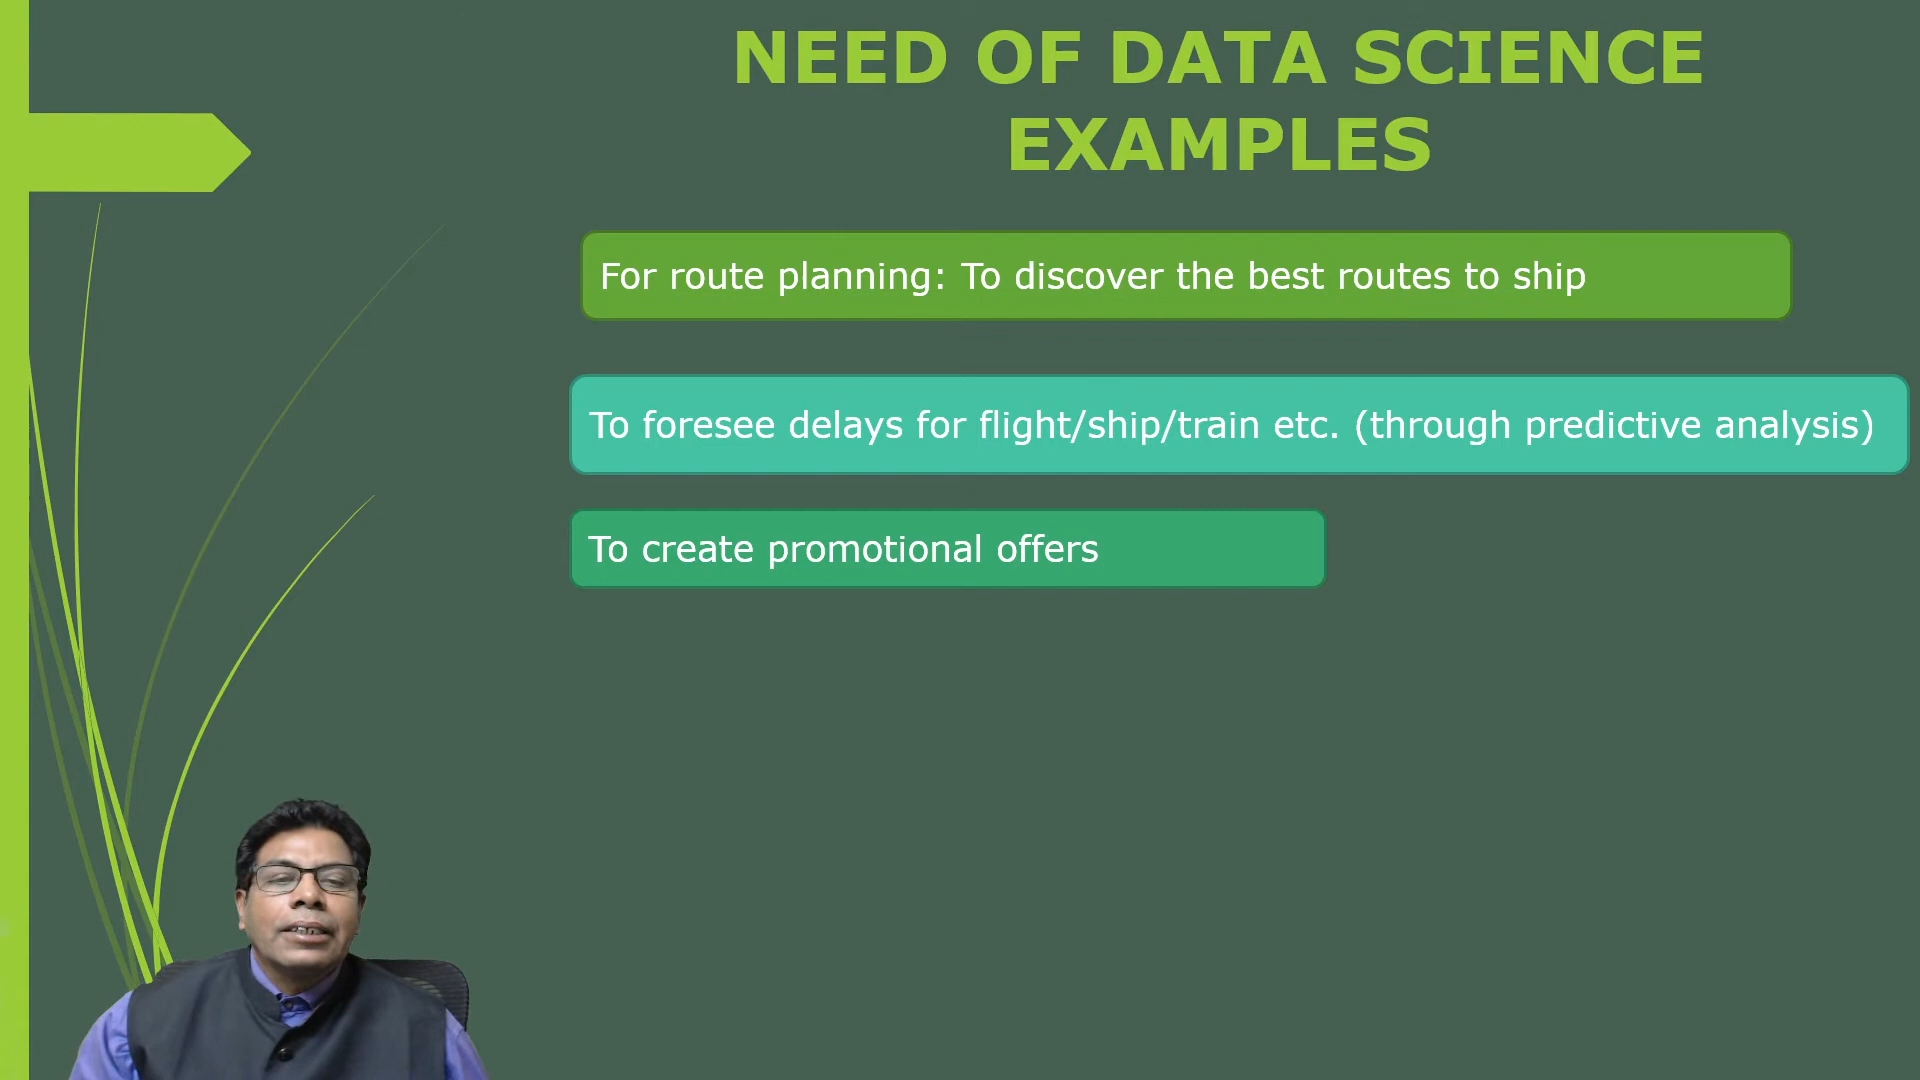 NEED OF DATA SCIENCE
EXAMPLES
For route planning: To discover the best routes to ship
To foresee delays for flight/ship/train etc. (through predictive analysis)
To create promotional offers